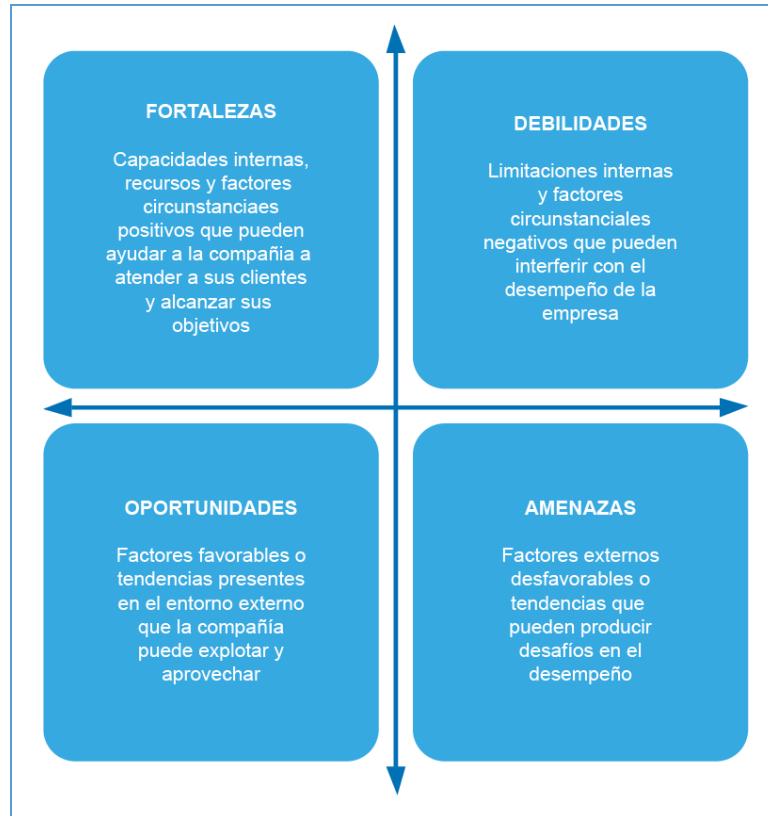 FORTALEZAS
Capacidades internas,
recursos y factores
circunstanciaes
positivos que pueden
ayudar a la compañia a
atender a sus clientes
y alcanzar sus
objetivos
DEBILIDADES
Limitaciones internas
y factores
circunstanciales
negativos que pueden
interferir con el
desempeño de la
empresa
OPORTUNIDADES
Factores favorables o
tendencias presentes
en el entorno externo
que la compañía
puede explotar y
aprovechar
AMENAZAS
Factores externos
desfavorables o
tendencias que
pueden producir
desafíos en el
desempeño